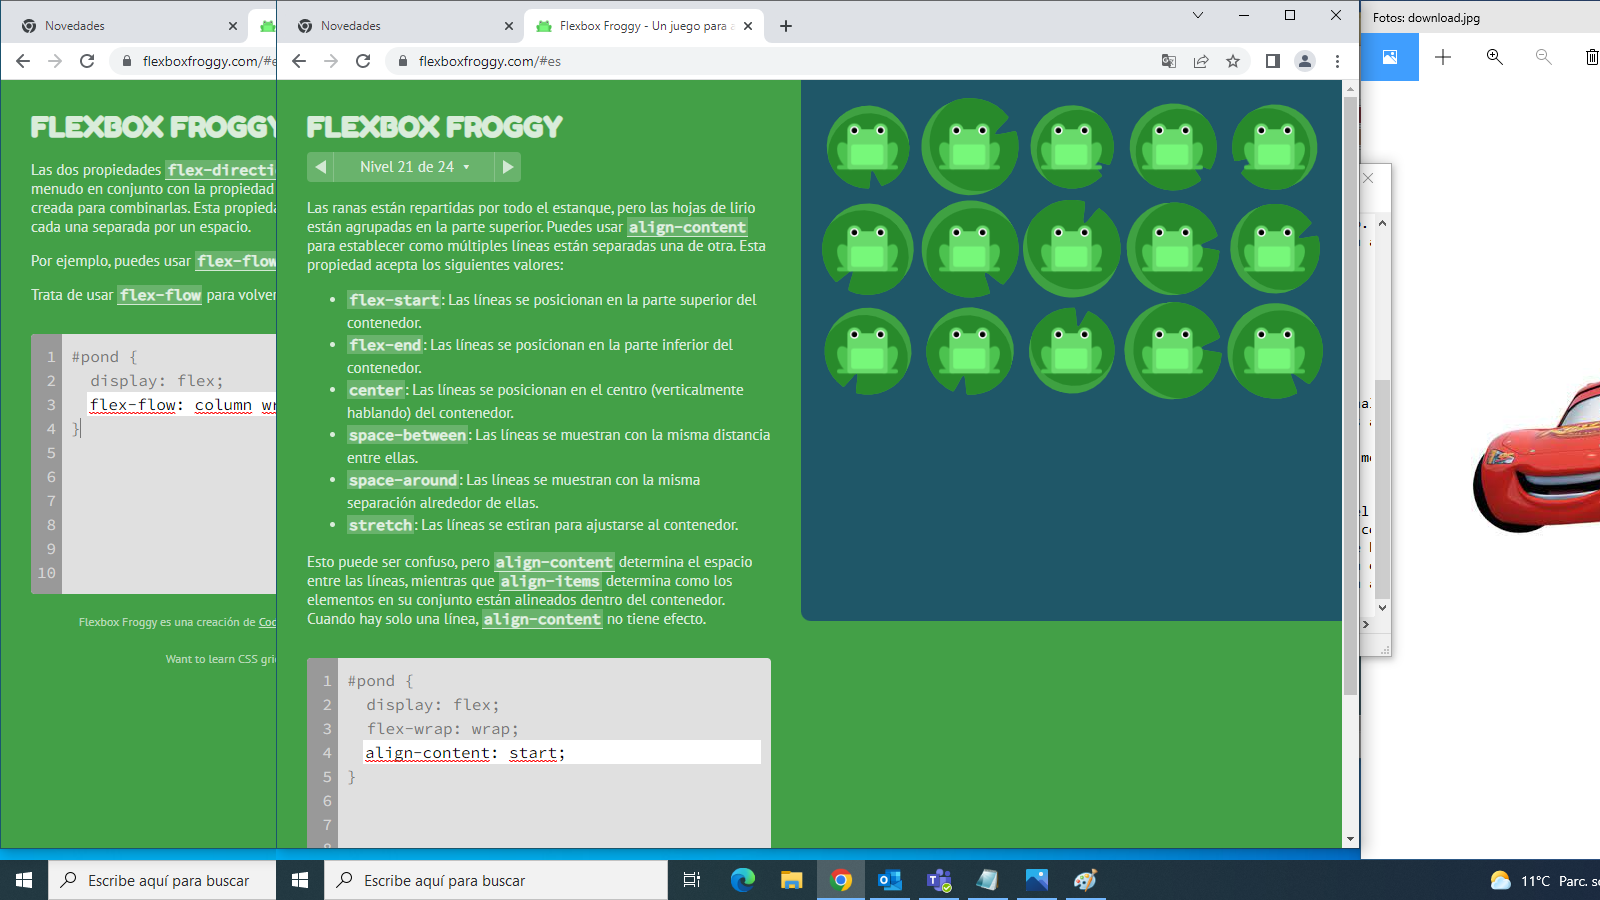 Novedades
flexboxfroggy.com/#e
FLEXBOX FROGGY
Las dos propiedades flex-directi
menudo en conjunto con la propiedad
creada para combinarlas. Esta propieda
cada una separada por un espacio.
Por ejemplo, puedes usar flex-flow
Trata de usar flex-flow para volver
1 #pond {
2 display: flex;
3 flex-flow: column wr
4 }
5
6
7
8
9
10
Flexbox Froggy es una creación de Coc
Want to learn CSS gri
Novedades
Flexbox Froggy - Un juego para a
flexboxfroggy.com/#es
FLEXBOX FROGGY
Nivel 21 de 24
Las ranas están repartidas por todo el estanque, pero las hojas de lirio
están agrupadas en la parte superior. Puedes usar align-content
para establecer como múltiples líneas están separadas una de otra. Esta
propiedad acepta los siguientes valores:
• flex-start: Las líneas se posicionan en la parte superior del
contenedor.
• flex-end: Las líneas se posicionan en la parte inferior del
contenedor.
• center: Las líneas se posicionan en el centro (verticalmente
hablando) del contenedor.
• space-between: Las líneas se muestran con la misma distancia
entre ellas.
• space-around: Las líneas se muestran con la misma
separación alrededor de ellas.
• stretch: Las líneas se estiran para ajustarse al contenedor.
Esto puede ser confuso, pero align-content determina el espacio
entre las líneas, mientras que align-items determina como los
elementos en su conjunto están alineados dentro del contenedor.
Cuando hay solo una línea, align-content no tiene efecto.
1 #pond {
2 display: flex;
3 flex-wrap: wrap;
4 align-content: start;
5 }
6
7
Fotos: download.jpg
Escribe aquí para buscar
Escribe aquí para buscar
11°C Parc. s